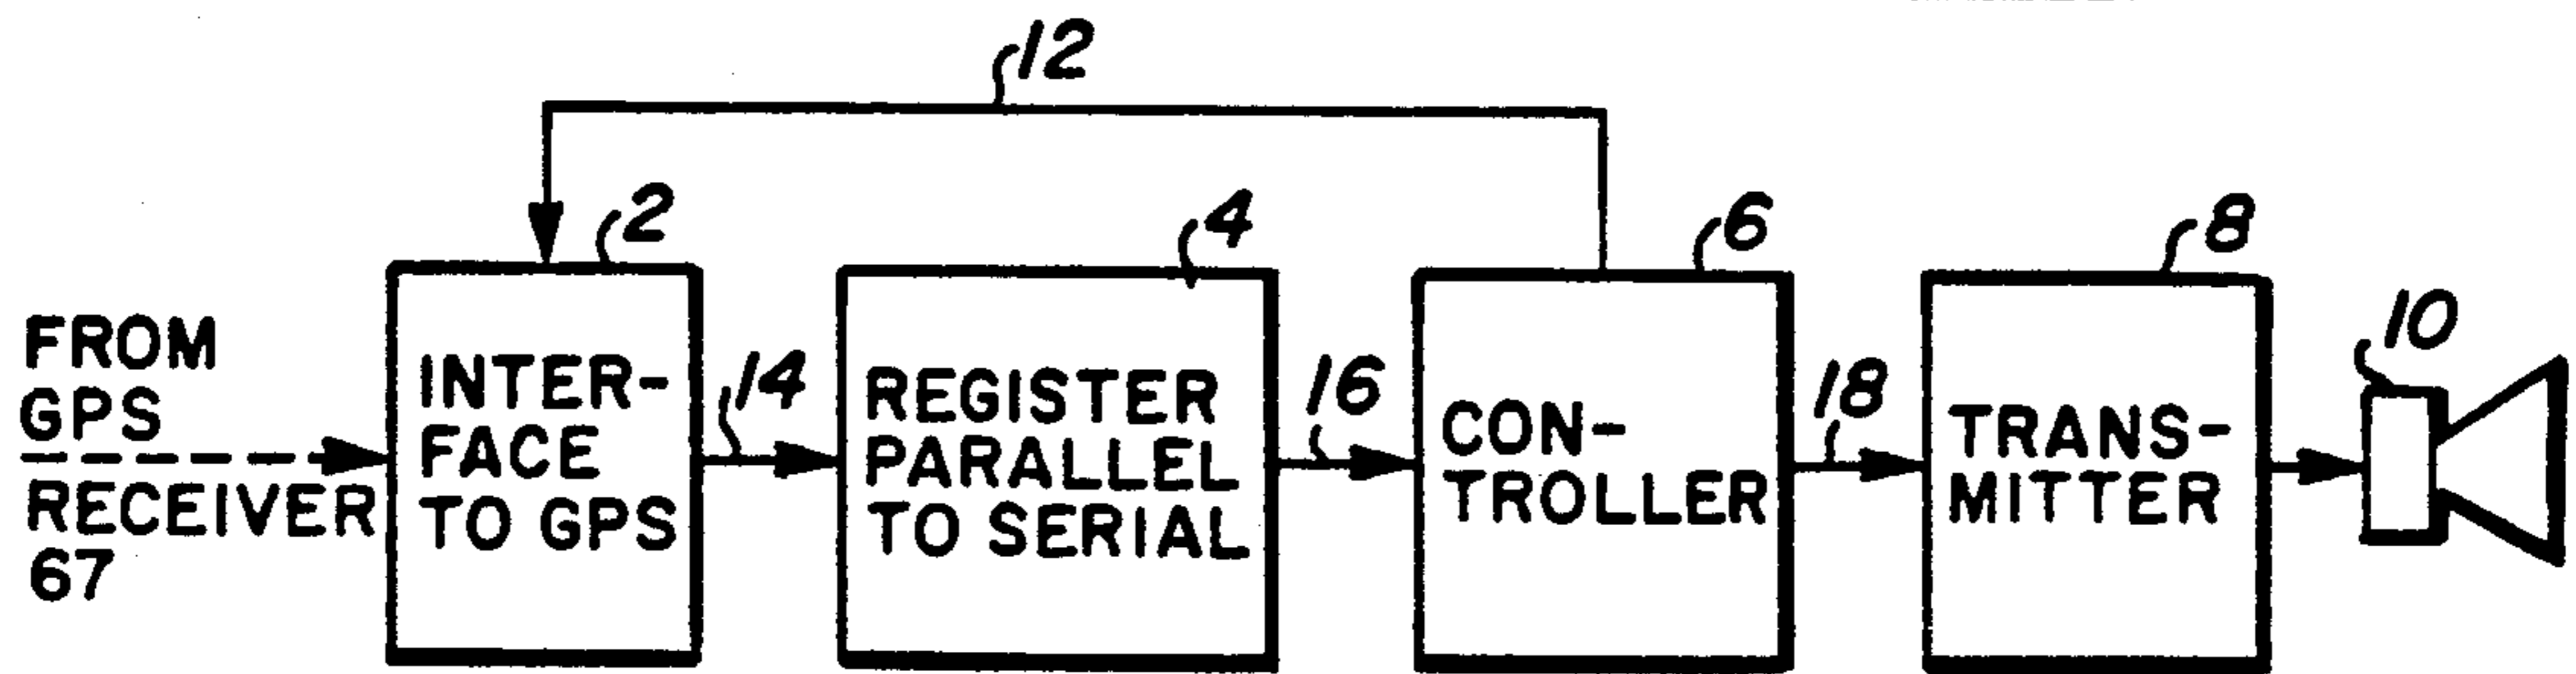 12
2
4
6
8
10
FROM
GPS
RECEIVER
67
INTER-
FACE
TO GPS
14
REGISTER
PARALLEL
TO SERIAL
16
CON-
TROLLER
18
TRANS-
MITTER